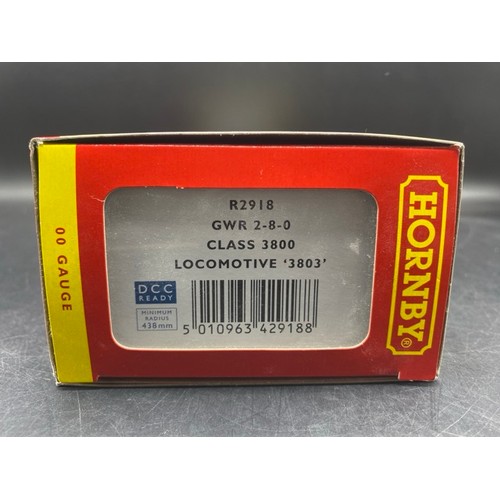 00 GAUGE
R2918
GWR 2-8-0
CLASS 3800
LOCOMOTIVE ‘3803’
DCC
READY
MINIMUM
RADIUS
438mm
5 010963 429188
HORNBY®